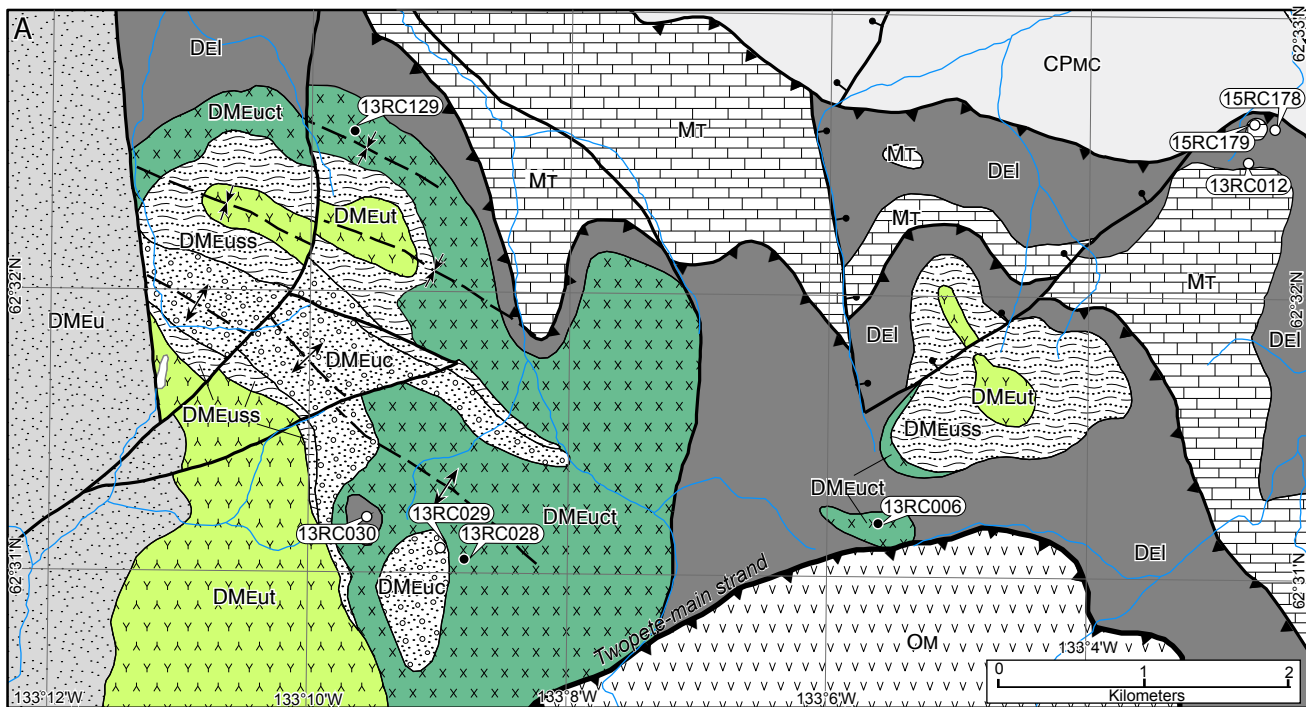 A
DEl
CPMC
62°33'N
DMEuct
13RC129
15RC178
MT
15RC179
MT
DEl
MT
13RC012
DMEut
MT
DMEuss
62°32'N
MT
62°32'N
DMEu
DEl
DEl
DMEuc
DMEut
DMEuss
DMEuss
DMEuct
13RC029
13RC006
DMEuct
13RC030
13RC028
DEl
62°31'N
62°31'N
DMEuc
DMEut
Twopete-main strand
OM
133°12'W
133°10'W
133°8'W
133°6'W
133°4'W
0
1
2
Kilometers